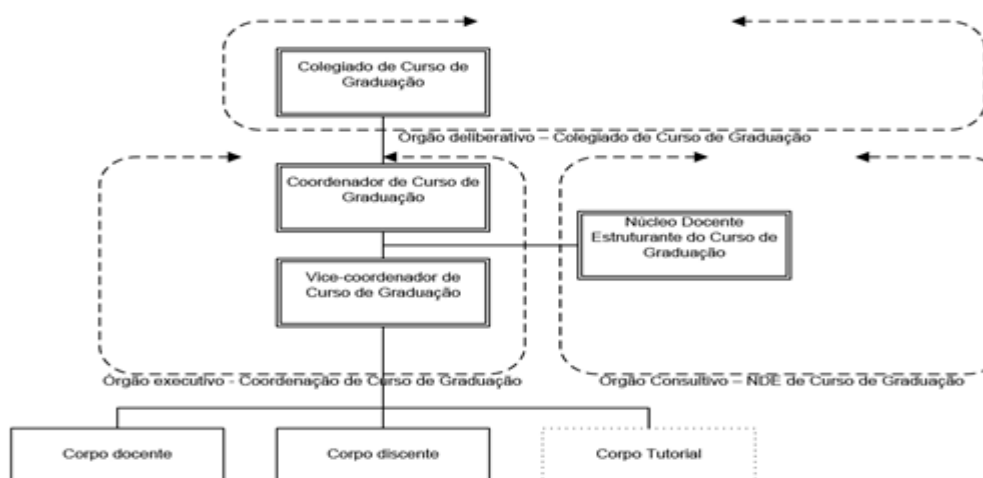 Colegiado de Curso de
Graduação
Órgão deliberativo – Colegiado de Curso de Graduação
Coordenador de Curso de
Graduação
Núcleo Docente
Estruturante do Curso de
Graduação
Vice-coordenador de
Curso de Graduação
Órgão executivo - Coordenação de Curso de Graduação
Órgão Consultivo – NDE de Curso de Graduação
Corpo docente
Corpo discente
Corpo Tutorial